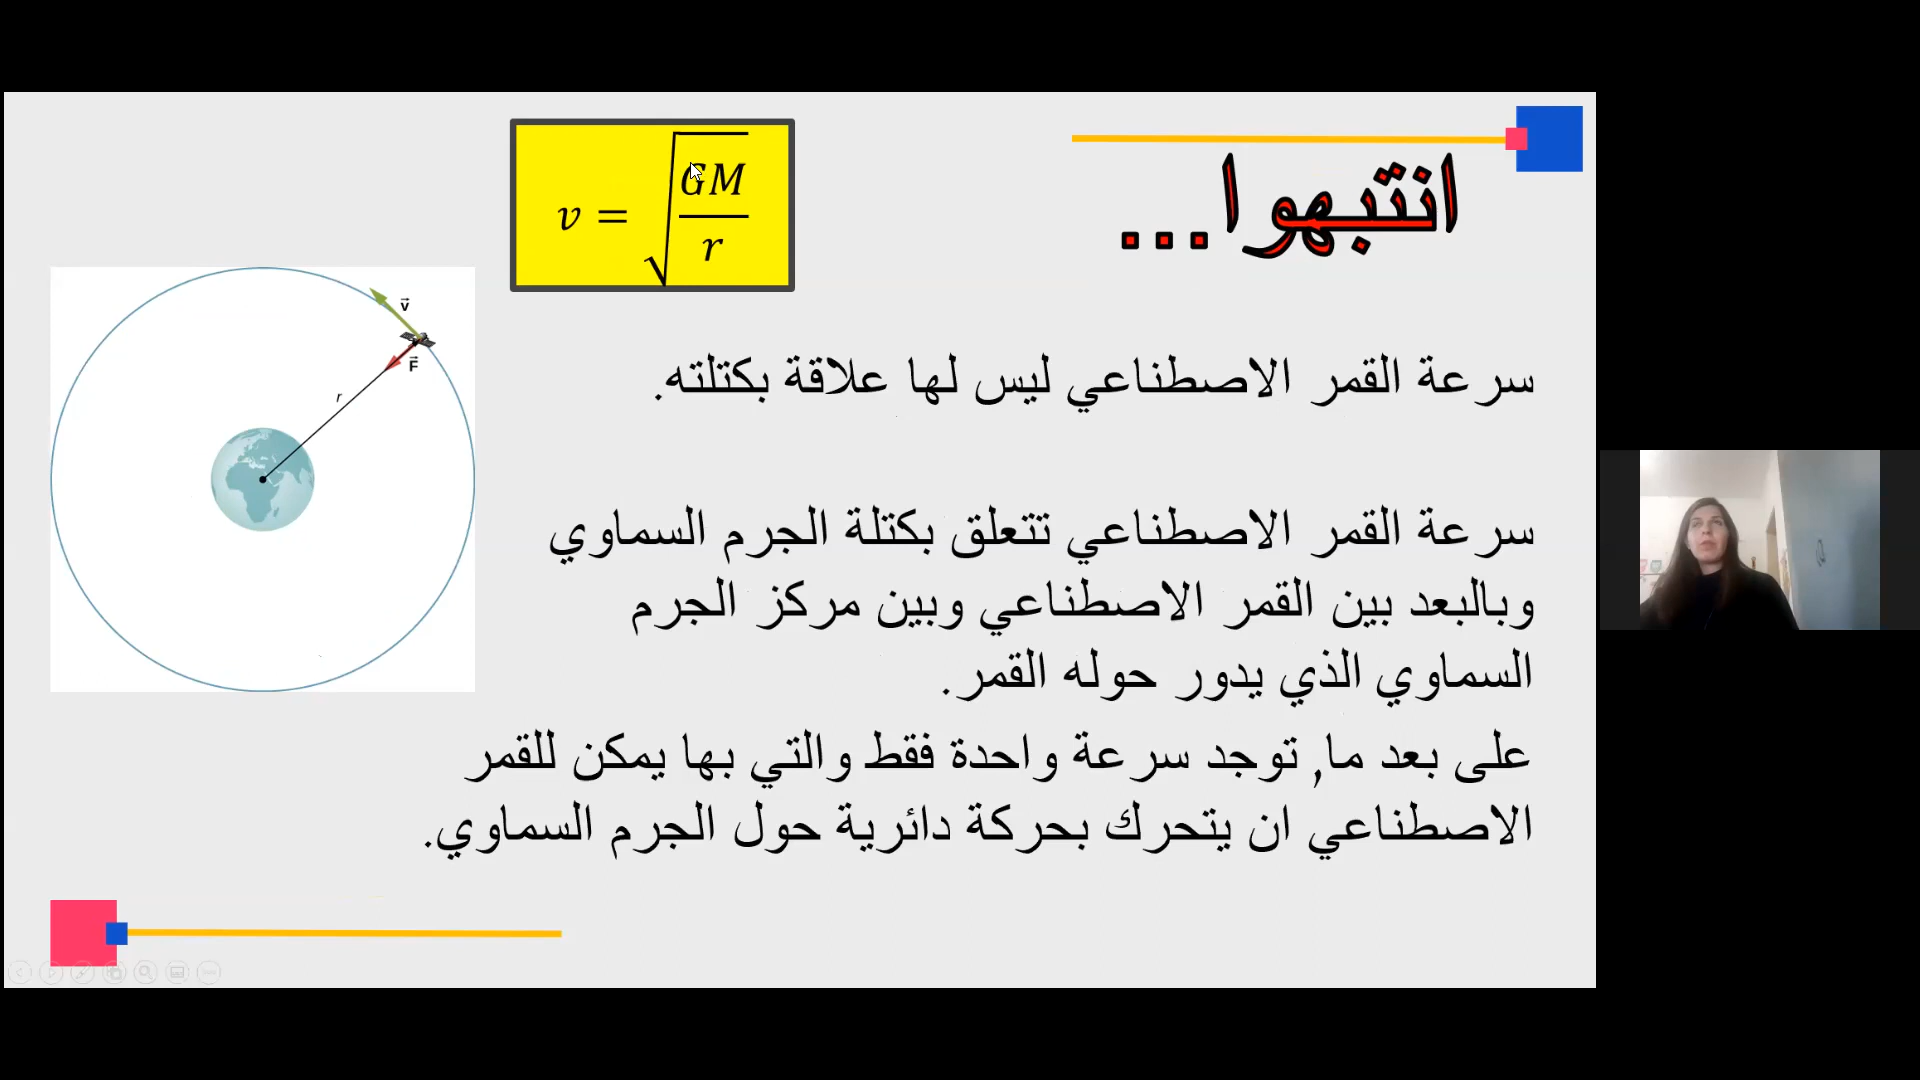 انتبهوا...
v = √(GM/r)
v⃗
F⃗
r
سرعة القمر الاصطناعي ليس لها علاقة بكتلته.
سرعة القمر الاصطناعي تتعلق بكتلة الجرم السماوي
وبالبعد بين القمر الاصطناعي وبين مركز الجرم
السماوي الذي يدور حوله القمر.
على بعد ما, توجد سرعة واحدة فقط والتي بها يمكن للقمر
الاصطناعي ان يتحرك بحركة دائرية حول الجرم السماوي.